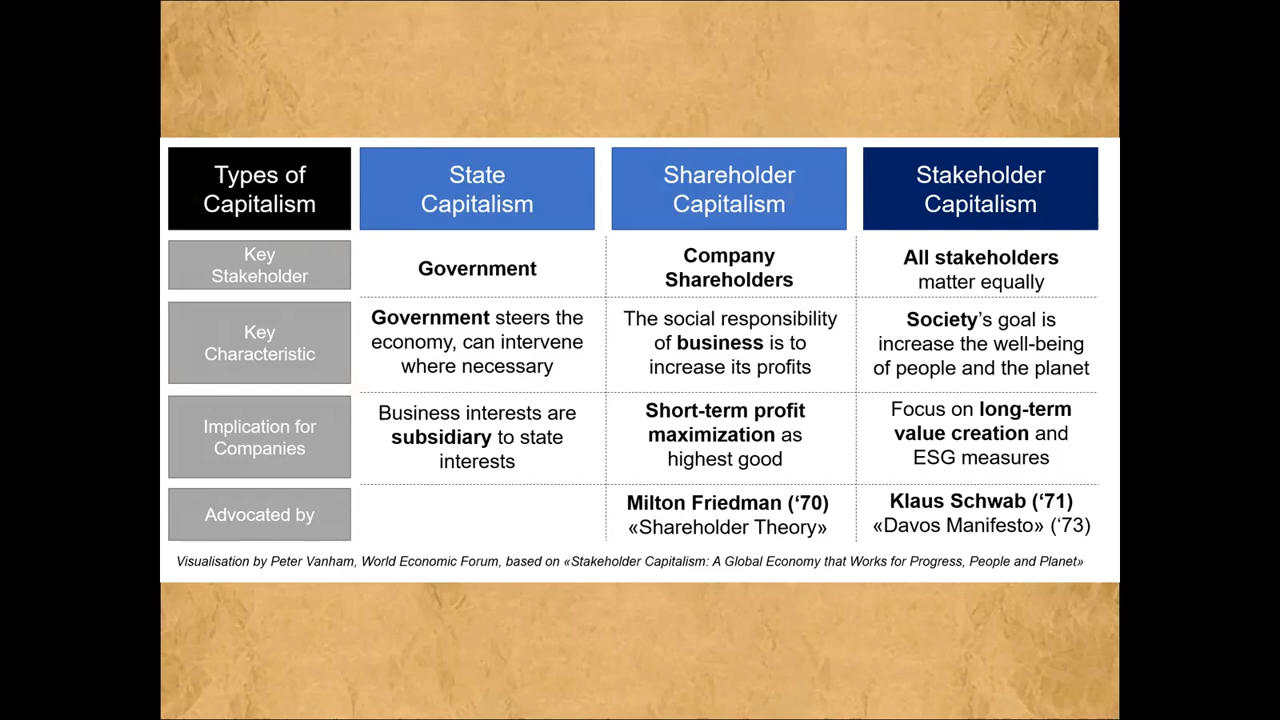 Types of
Capitalism
State
Capitalism
Shareholder
Capitalism
Stakeholder
Capitalism
Key
Stakeholder
Government
Company
Shareholders
All stakeholders
matter equally
Key
Characteristic
Government steers the
economy, can intervene
where necessary
The social responsibility
of business is to
increase its profits
Society's goal is
increase the well-being
of people and the planet
Implication for
Companies
Business interests are
subsidiary to state
interests
Short-term profit
maximization as
highest good
Focus on long-term
value creation and
ESG measures
Advocated by
Milton Friedman (‘70)
«Shareholder Theory»
Klaus Schwab (‘71)
«Davos Manifesto» (‘73)
Visualisation by Peter Vanham, World Economic Forum, based on «Stakeholder Capitalism: A Global Economy that Works for Progress, People and Planet»